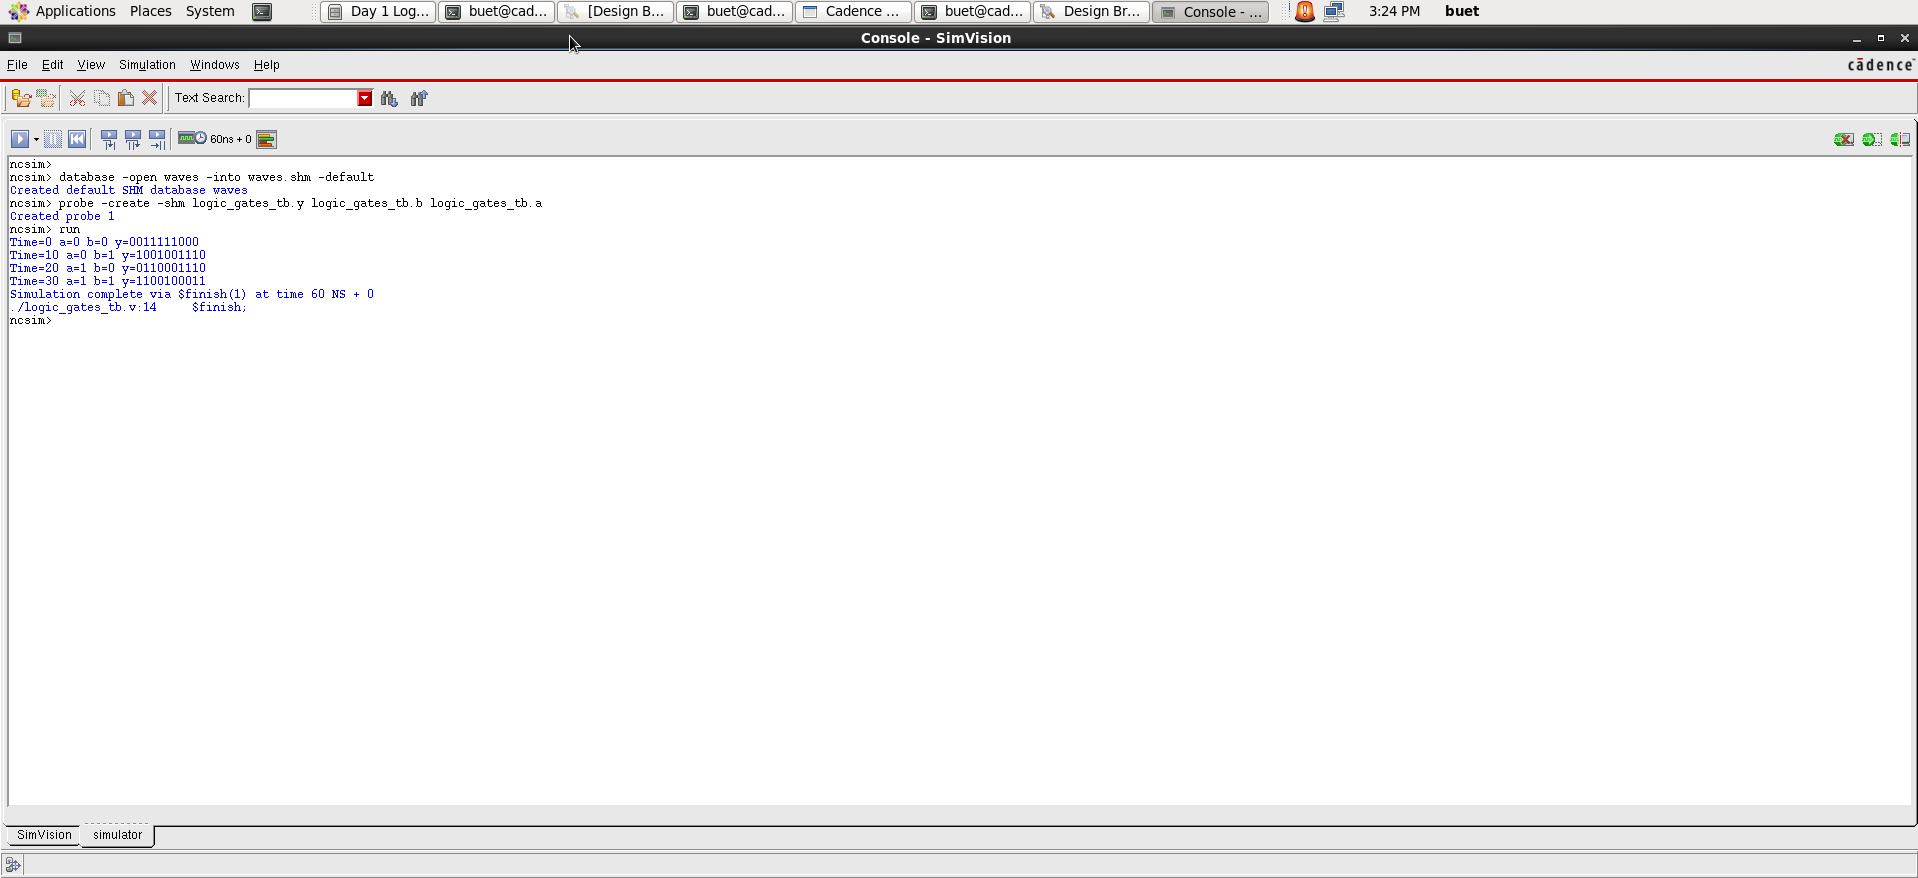 Applications Places System Day 1 Log... buet@cad... [Design B... buet@cad... Cadence ... buet@cad... Design Br... Console - ... 3:24 PM buet
Console - SimVision
File Edit View Simulation Windows Help cādence
Text Search:
60ns + 0
ncsim>
ncsim> database -open waves -into waves.shm -default
Created default SHM database waves
ncsim> probe -create -shm logic_gates_tb.y logic_gates_tb.b logic_gates_tb.a
Created probe 1
ncsim> run
Time=0 a=0 b=0 y=0011111000
Time=10 a=0 b=1 y=1001001110
Time=20 a=1 b=0 y=0110001110
Time=30 a=1 b=1 y=1100100011
Simulation complete via $finish(1) at time 60 NS + 0
./logic_gates_tb.v:14     $finish;
ncsim>
SimVision simulator